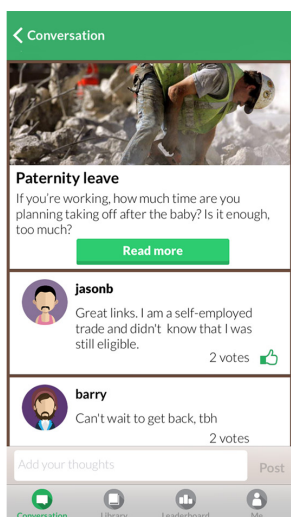 Conversation
Paternity leave
If you're working, how much time are you
planning taking off after the baby? Is it enough,
too much?
Read more
jasonb
Great links. I am a self-employed
trade and didn't know that I was
still eligible.
2 votes
barry
Can't wait to get back, tbh
2 votes
Add your thoughts
Post
Conversation Library Leaderboard Me